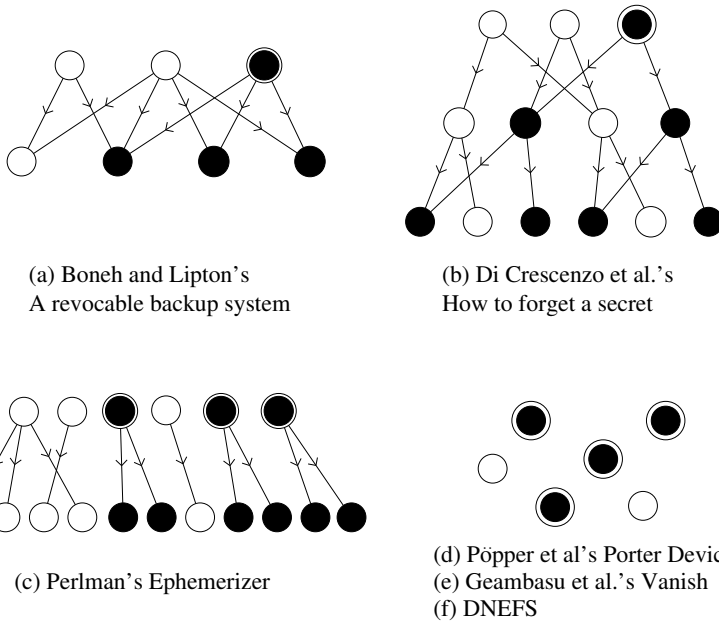 (a) Boneh and Lipton's
A revocable backup system
(b) Di Crescenzo et al.'s
How to forget a secret
(c) Perlman's Ephemerizer
(d) Pöpper et al's Porter Devic
(e) Geambasu et al.'s Vanish
(f) DNEFS